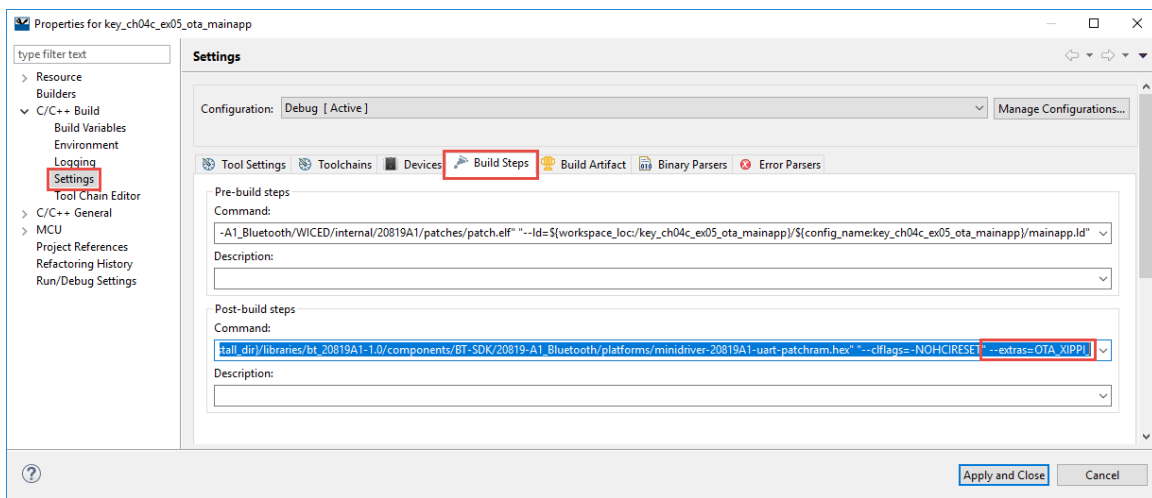 Properties for key_ch04c_ex05_ota_mainapp
type filter text
Settings
Resource
Builders
C/C++ Build
Build Variables
Environment
Logging
Settings
Tool Chain Editor
C/C++ General
MCU
Project References
Refactoring History
Run/Debug Settings
Configuration: Debug [ Active ] Manage Configurations...
Tool Settings Toolchains Devices Build Steps Build Artifact Binary Parsers Error Parsers
Pre-build steps
Command:
-A1_Bluetooth/WICED/internal/20819A1/patches/patch.elf" "--ld=${workspace_loc:/key_ch04c_ex05_ota_mainapp}/${config_name:key_ch04c_ex05_ota_mainapp}/mainapp.ld"
Description:
Post-build steps
Command:
tall_dir}/libraries/bt_20819A1-1.0/components/BT-SDK/20819-A1_Bluetooth/platforms/minidriver-20819A1-uart-patchram.hex" "--clflags=-NOHCIRESET" --extras=OTA_XIPPI_
Description:
Apply and Close Cancel